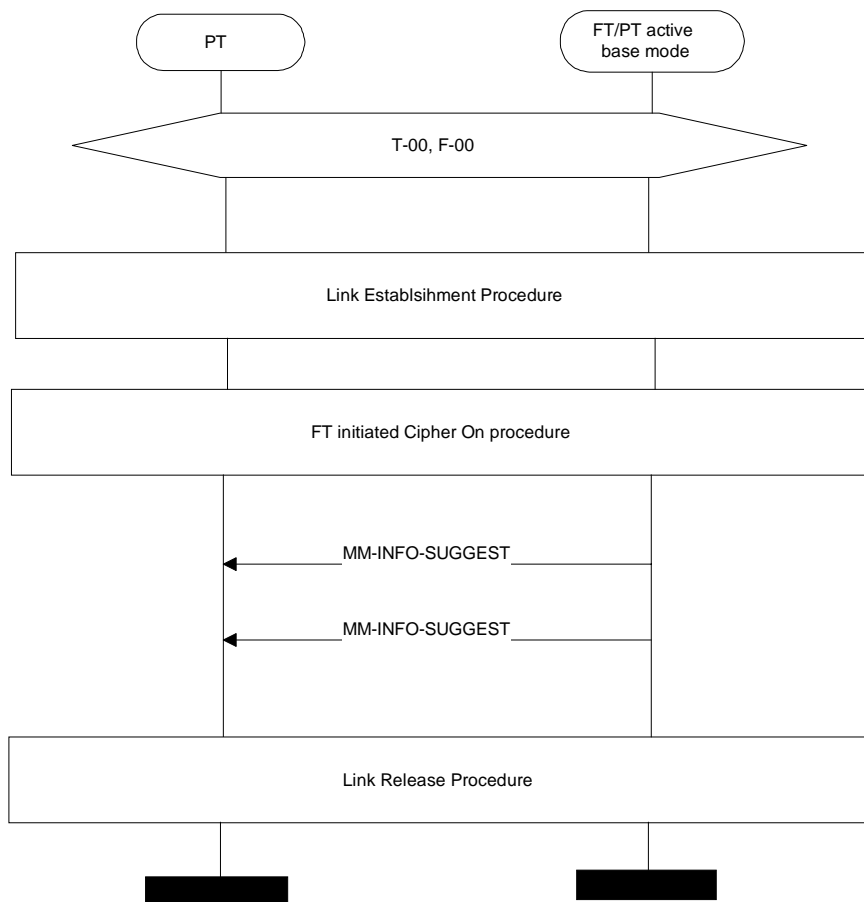 PT
FT/PT active
base mode
T-00, F-00
Link Establsihment Procedure
FT initiated Cipher On procedure
MM-INFO-SUGGEST
MM-INFO-SUGGEST
Link Release Procedure